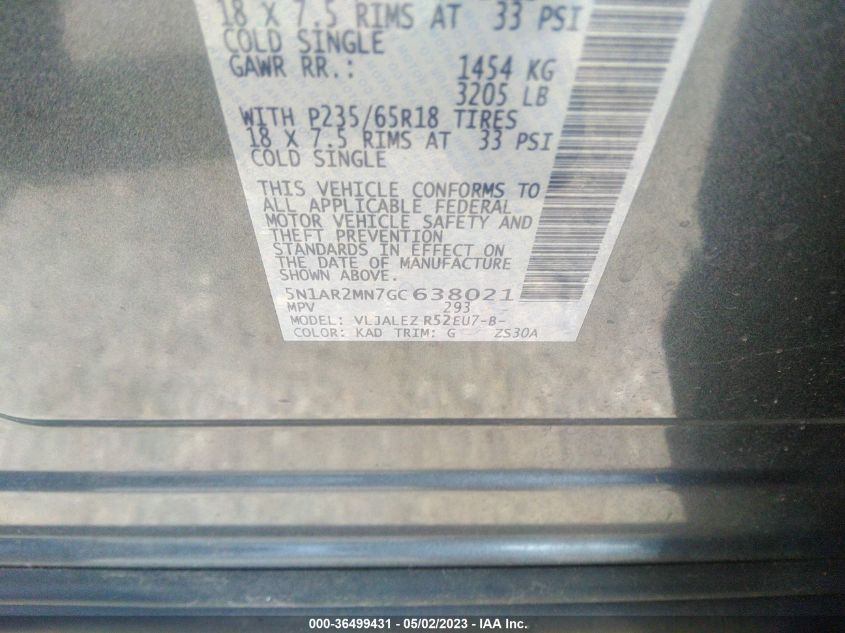 18 X 7.5 RIMS AT 33 PSI
COLD SINGLE
GAWR RR.: 1454 KG
3205 LB
WITH P235/65R18 TIRES
18 X 7.5 RIMS AT 33 PSI
COLD SINGLE
THIS VEHICLE CONFORMS TO
ALL APPLICABLE FEDERAL
MOTOR VEHICLE SAFETY AND
THEFT PREVENTION
STANDARDS IN EFFECT ON
THE DATE OF MANUFACTURE
SHOWN ABOVE.
5N1AR2MN7GC638021
MPV 293
MODEL: VLJALEZ R52EU7-B-
COLOR: KAD TRIM: G ZS30A
000-36499431 - 05/02/2023 - IAA Inc.